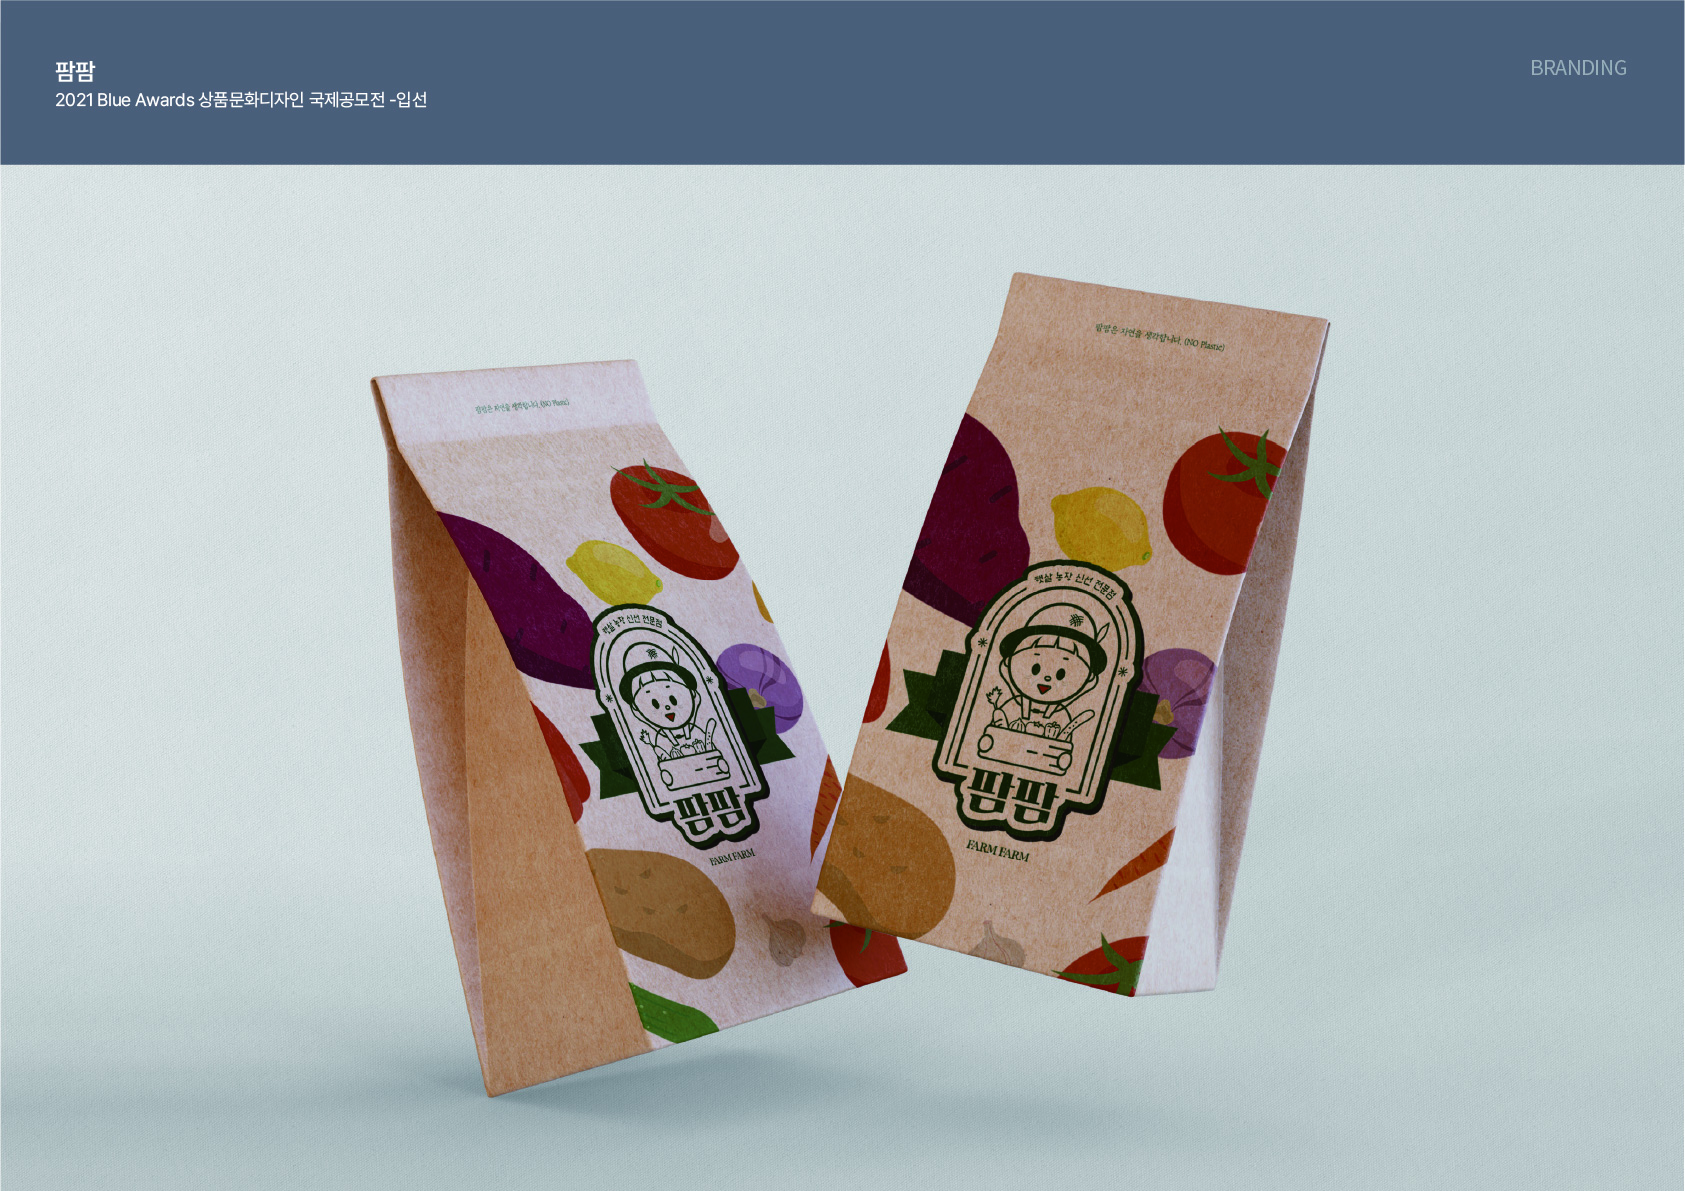 팜팜
2021 Blue Awards 상품문화디자인 국제공모전 -입선
BRANDING
팜팜은 자연을 생각합니다. (NO Plastic)
햇살 농장 신선 전문점
팜팜
FARM FARM
팜팜은 자연을 생각합니다. (NO Plastic)
햇살 농장 신선 전문점
팜팜
FARM FARM